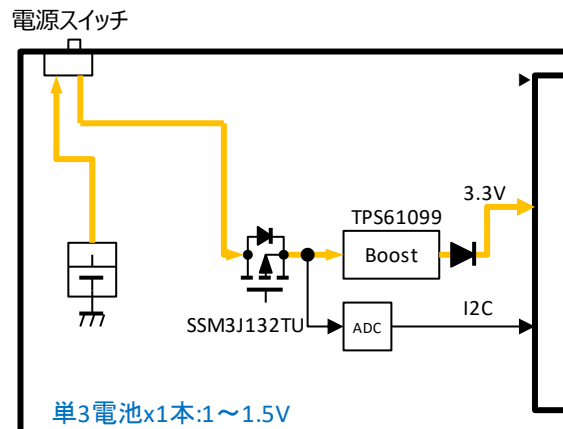 電源スイッチ
3.3V
TPS61099
Boost
SSM3J132TU
ADC
I2C
単3電池x1本:1～1.5V